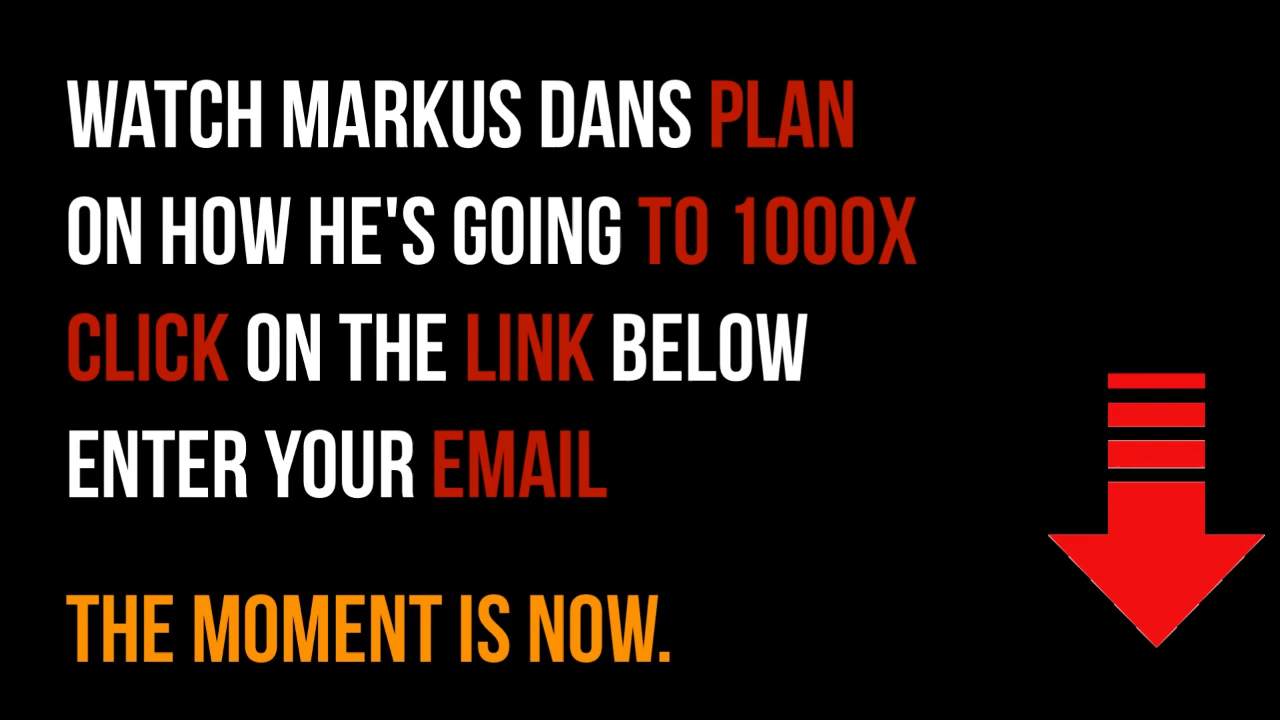 WATCH MARKUS DANS PLAN
ON HOW HE'S GOING TO 1000X
CLICK ON THE LINK BELOW
ENTER YOUR EMAIL
THE MOMENT IS NOW.